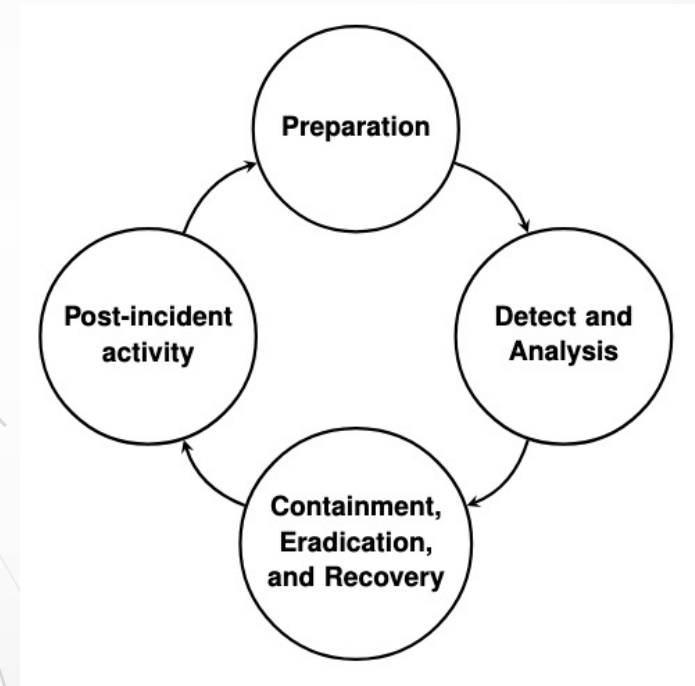 Preparation
Detect and
Analysis
Containment,
Eradication,
and Recovery
Post-incident
activity